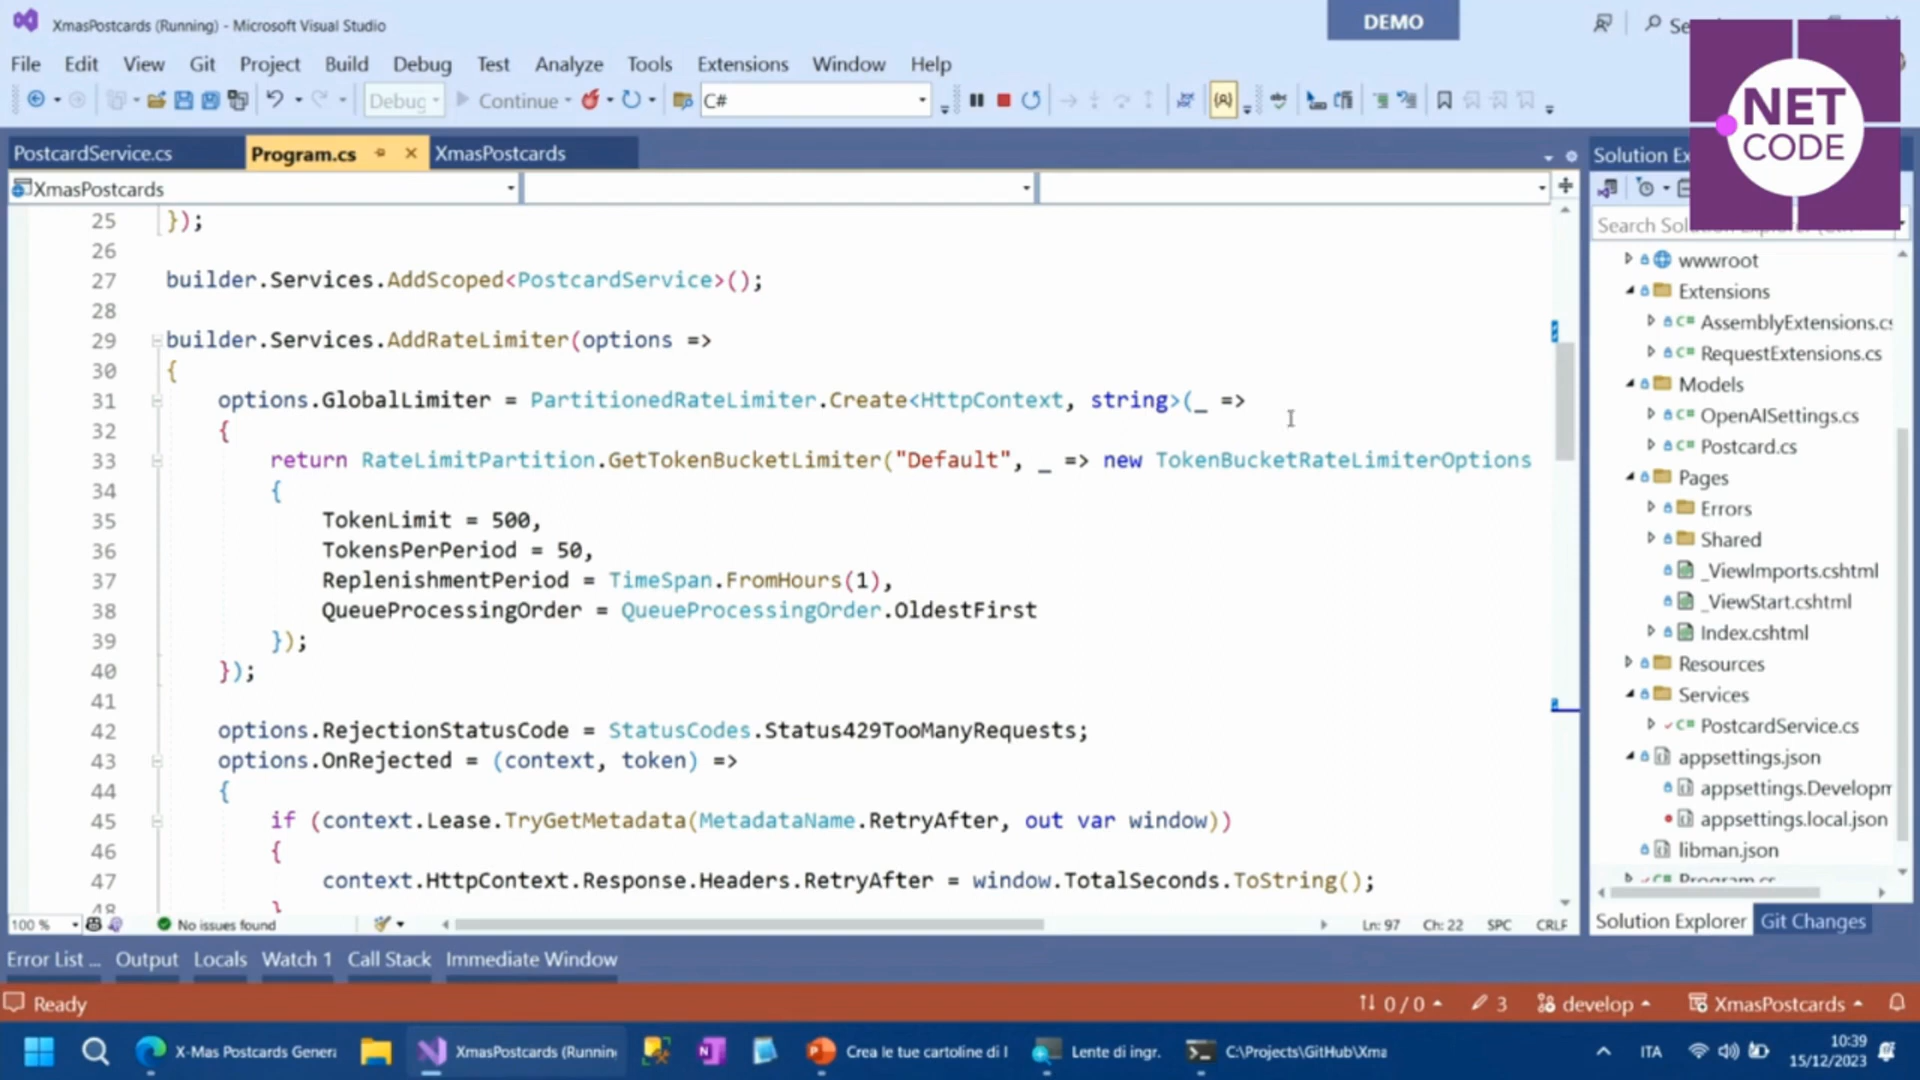 XmasPostcards (Running) - Microsoft Visual Studio
DEMO
NET
CODE
File Edit View Git Project Build Debug Test Analyze Tools Extensions Window Help
Debug Continue C#
PostcardService.cs Program.cs XmasPostcards
XmasPostcards
25 });
26
27 builder.Services.AddScoped<PostcardService>();
28
29 builder.Services.AddRateLimiter(options =>
30 {
31 options.GlobalLimiter = PartitionedRateLimiter.Create<HttpContext, string>(_ =>
32 {
33 return RateLimitPartition.GetTokenBucketLimiter("Default", _ => new TokenBucketRateLimiterOptions
34 {
35 TokenLimit = 500,
36 TokensPerPeriod = 50,
37 ReplenishmentPeriod = TimeSpan.FromHours(1),
38 QueueProcessingOrder = QueueProcessingOrder.OldestFirst
39 });
40 });
41
42 options.RejectionStatusCode = StatusCodes.Status429TooManyRequests;
43 options.OnRejected = (context, token) =>
44 {
45 if (context.Lease.TryGetMetadata(MetadataName.RetryAfter, out var window))
46 {
47 context.HttpContext.Response.Headers.RetryAfter = window.TotalSeconds.ToString();
48 }
100 % No issues found Ln: 97 Ch: 22 SPC CRLF
Solution Ex
Search Solu
wwwroot
Extensions
C# AssemblyExtensions.cs
C# RequestExtensions.cs
Models
C# OpenAISettings.cs
C# Postcard.cs
Pages
Errors
Shared
_ViewImports.cshtml
_ViewStart.cshtml
Index.cshtml
Resources
Services
C# PostcardService.cs
appsettings.json
appsettings.Developm
appsettings.local.json
libman.json
C# Program.cs
Solution Explorer Git Changes
Error List ... Output Locals Watch 1 Call Stack Immediate Window
Ready 0 / 0 3 develop XmasPostcards
X-Mas Postcards Genera XmasPostcards (Runnin Crea le tue cartoline di l Lente di ingr. C:\Projects\GitHub\Xma ITA 10:39
15/12/2023